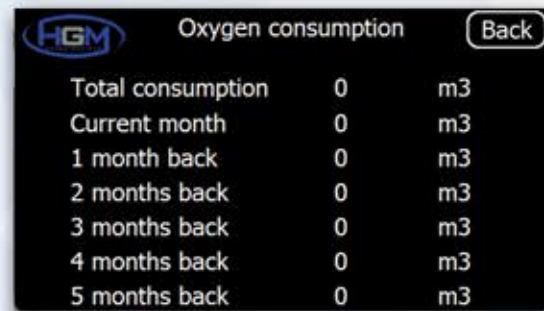 HGM
Oxygen consumption
Back
Total consumption 0 m3
Current month 0 m3
1 month back 0 m3
2 months back 0 m3
3 months back 0 m3
4 months back 0 m3
5 months back 0 m3